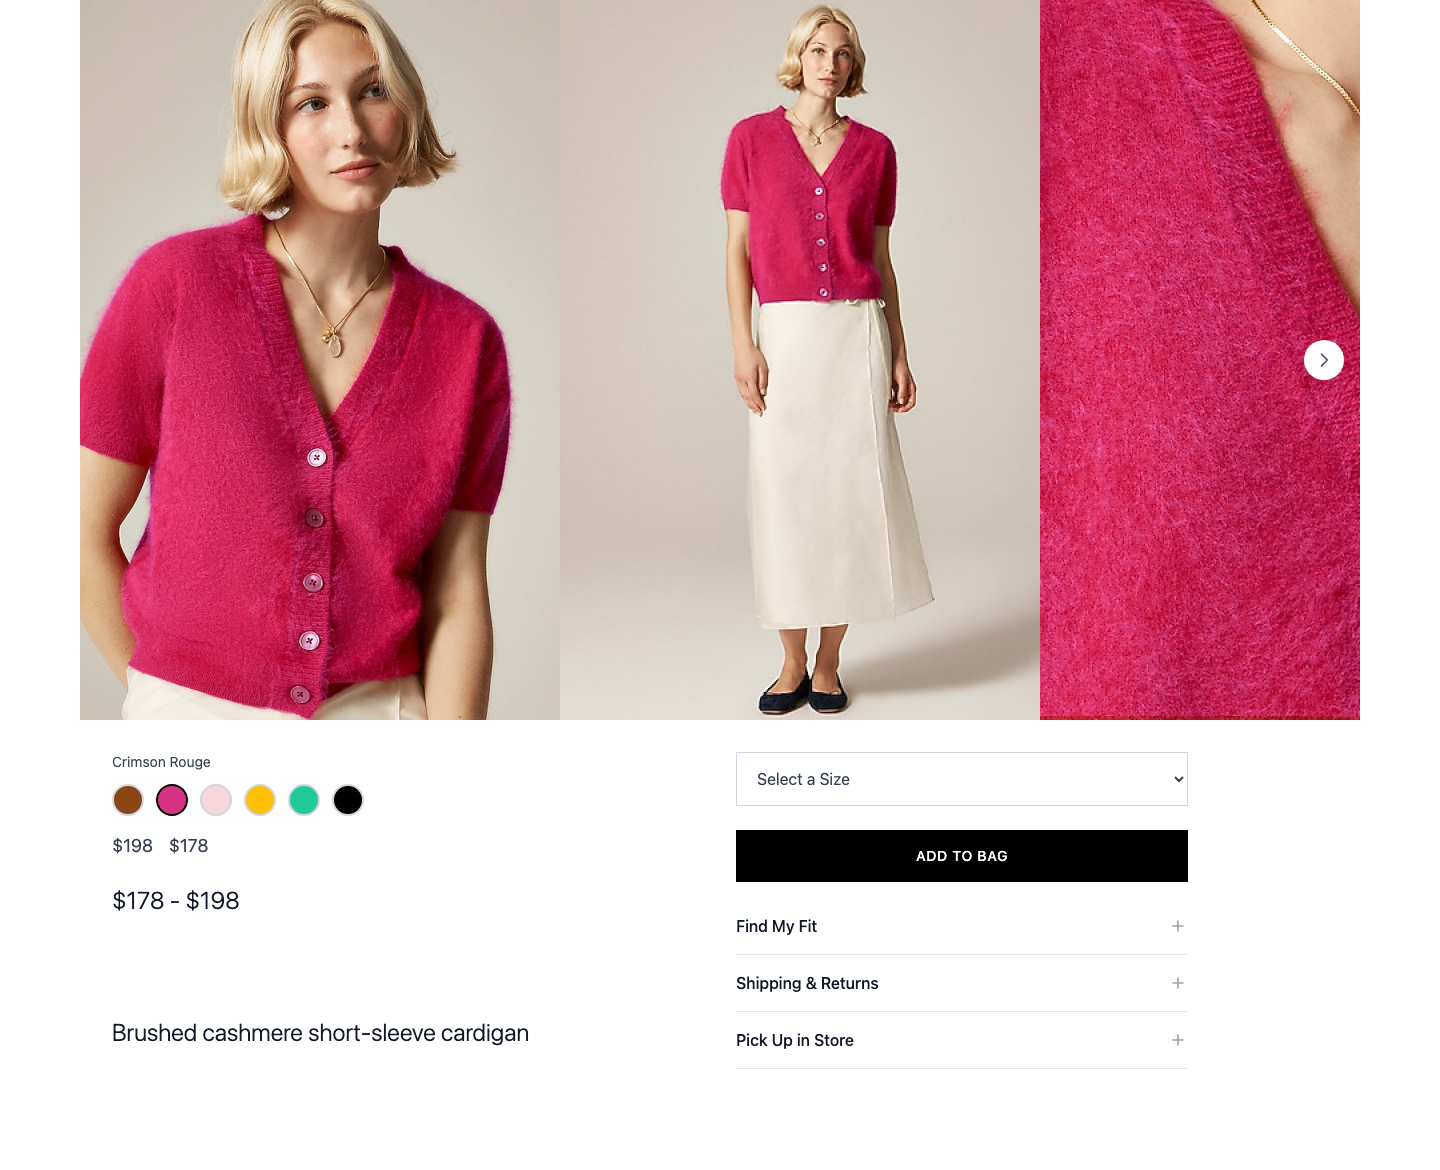 Crimson Rouge
$198 $178
$178 - $198
Brushed cashmere short-sleeve cardigan
Select a Size
ADD TO BAG
Find My Fit
Shipping & Returns
Pick Up in Store